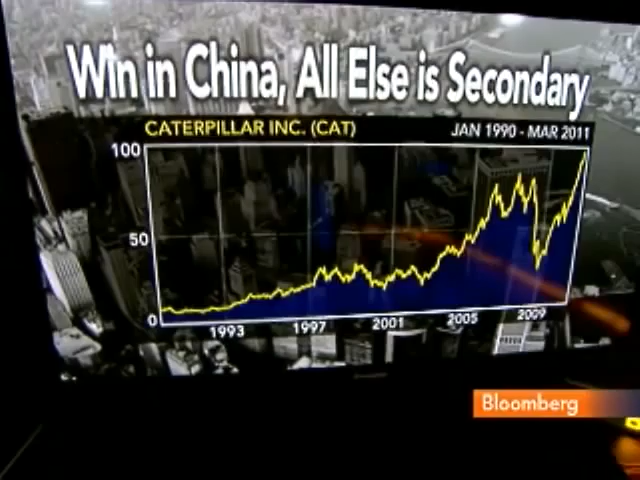 Win in China, All Else is Secondary
CATERPILLAR INC. (CAT) JAN 1990 - MAR 2011
100
50
0
1993 1997 2001 2005 2009
Bloomberg